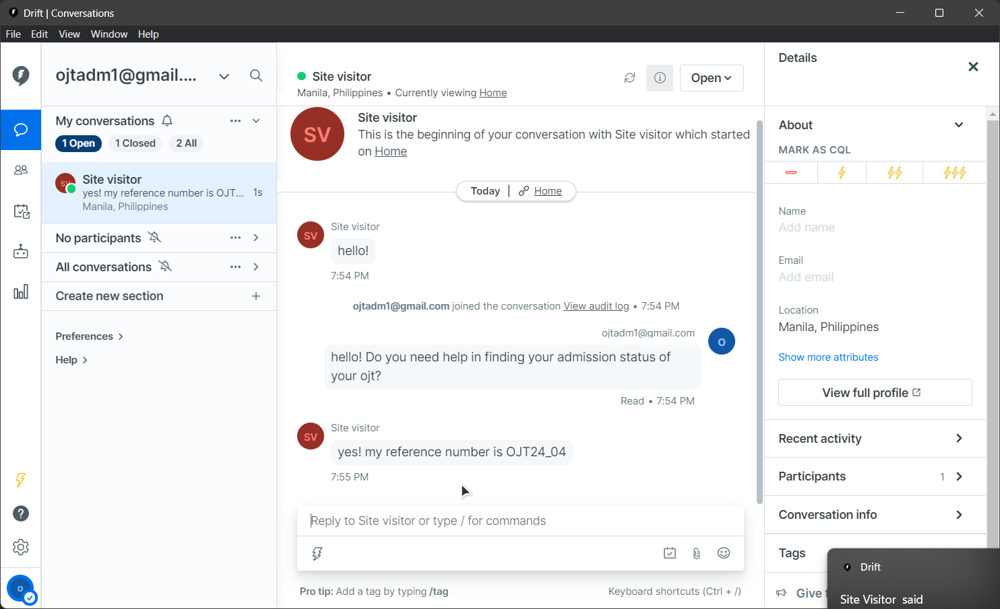 Drift | Conversations
File Edit View Window Help
ojtadm1@gmail....
My conversations
1 Open 1 Closed 2 All
SV
Site visitor
yes! my reference number is OJT... 1s
Manila, Philippines
No participants
All conversations
Create new section +
Preferences
Help
?
o
Site visitor
Manila, Philippines • Currently viewing Home
Open
SV
Site visitor
This is the beginning of your conversation with Site visitor which started
on Home
Today | Home
Site visitor
SV
hello!
7:54 PM
ojtadm1@gmail.com joined the conversation View audit log • 7:54 PM
ojtadm1@gmail.com
o
hello! Do you need help in finding your admission status of
your ojt?
Read • 7:54 PM
Site visitor
SV
yes! my reference number is OJT24_04
7:55 PM
Reply to Site visitor or type / for commands
Pro tip: Add a tag by typing /tag
Keyboard shortcuts (Ctrl + /)
Details
About
MARK AS CQL
Name
Add name
Email
Add email
Location
Manila, Philippines
Show more attributes
View full profile
Recent activity
Participants 1
Conversation info
Tags
Give
Drift
Site Visitor said